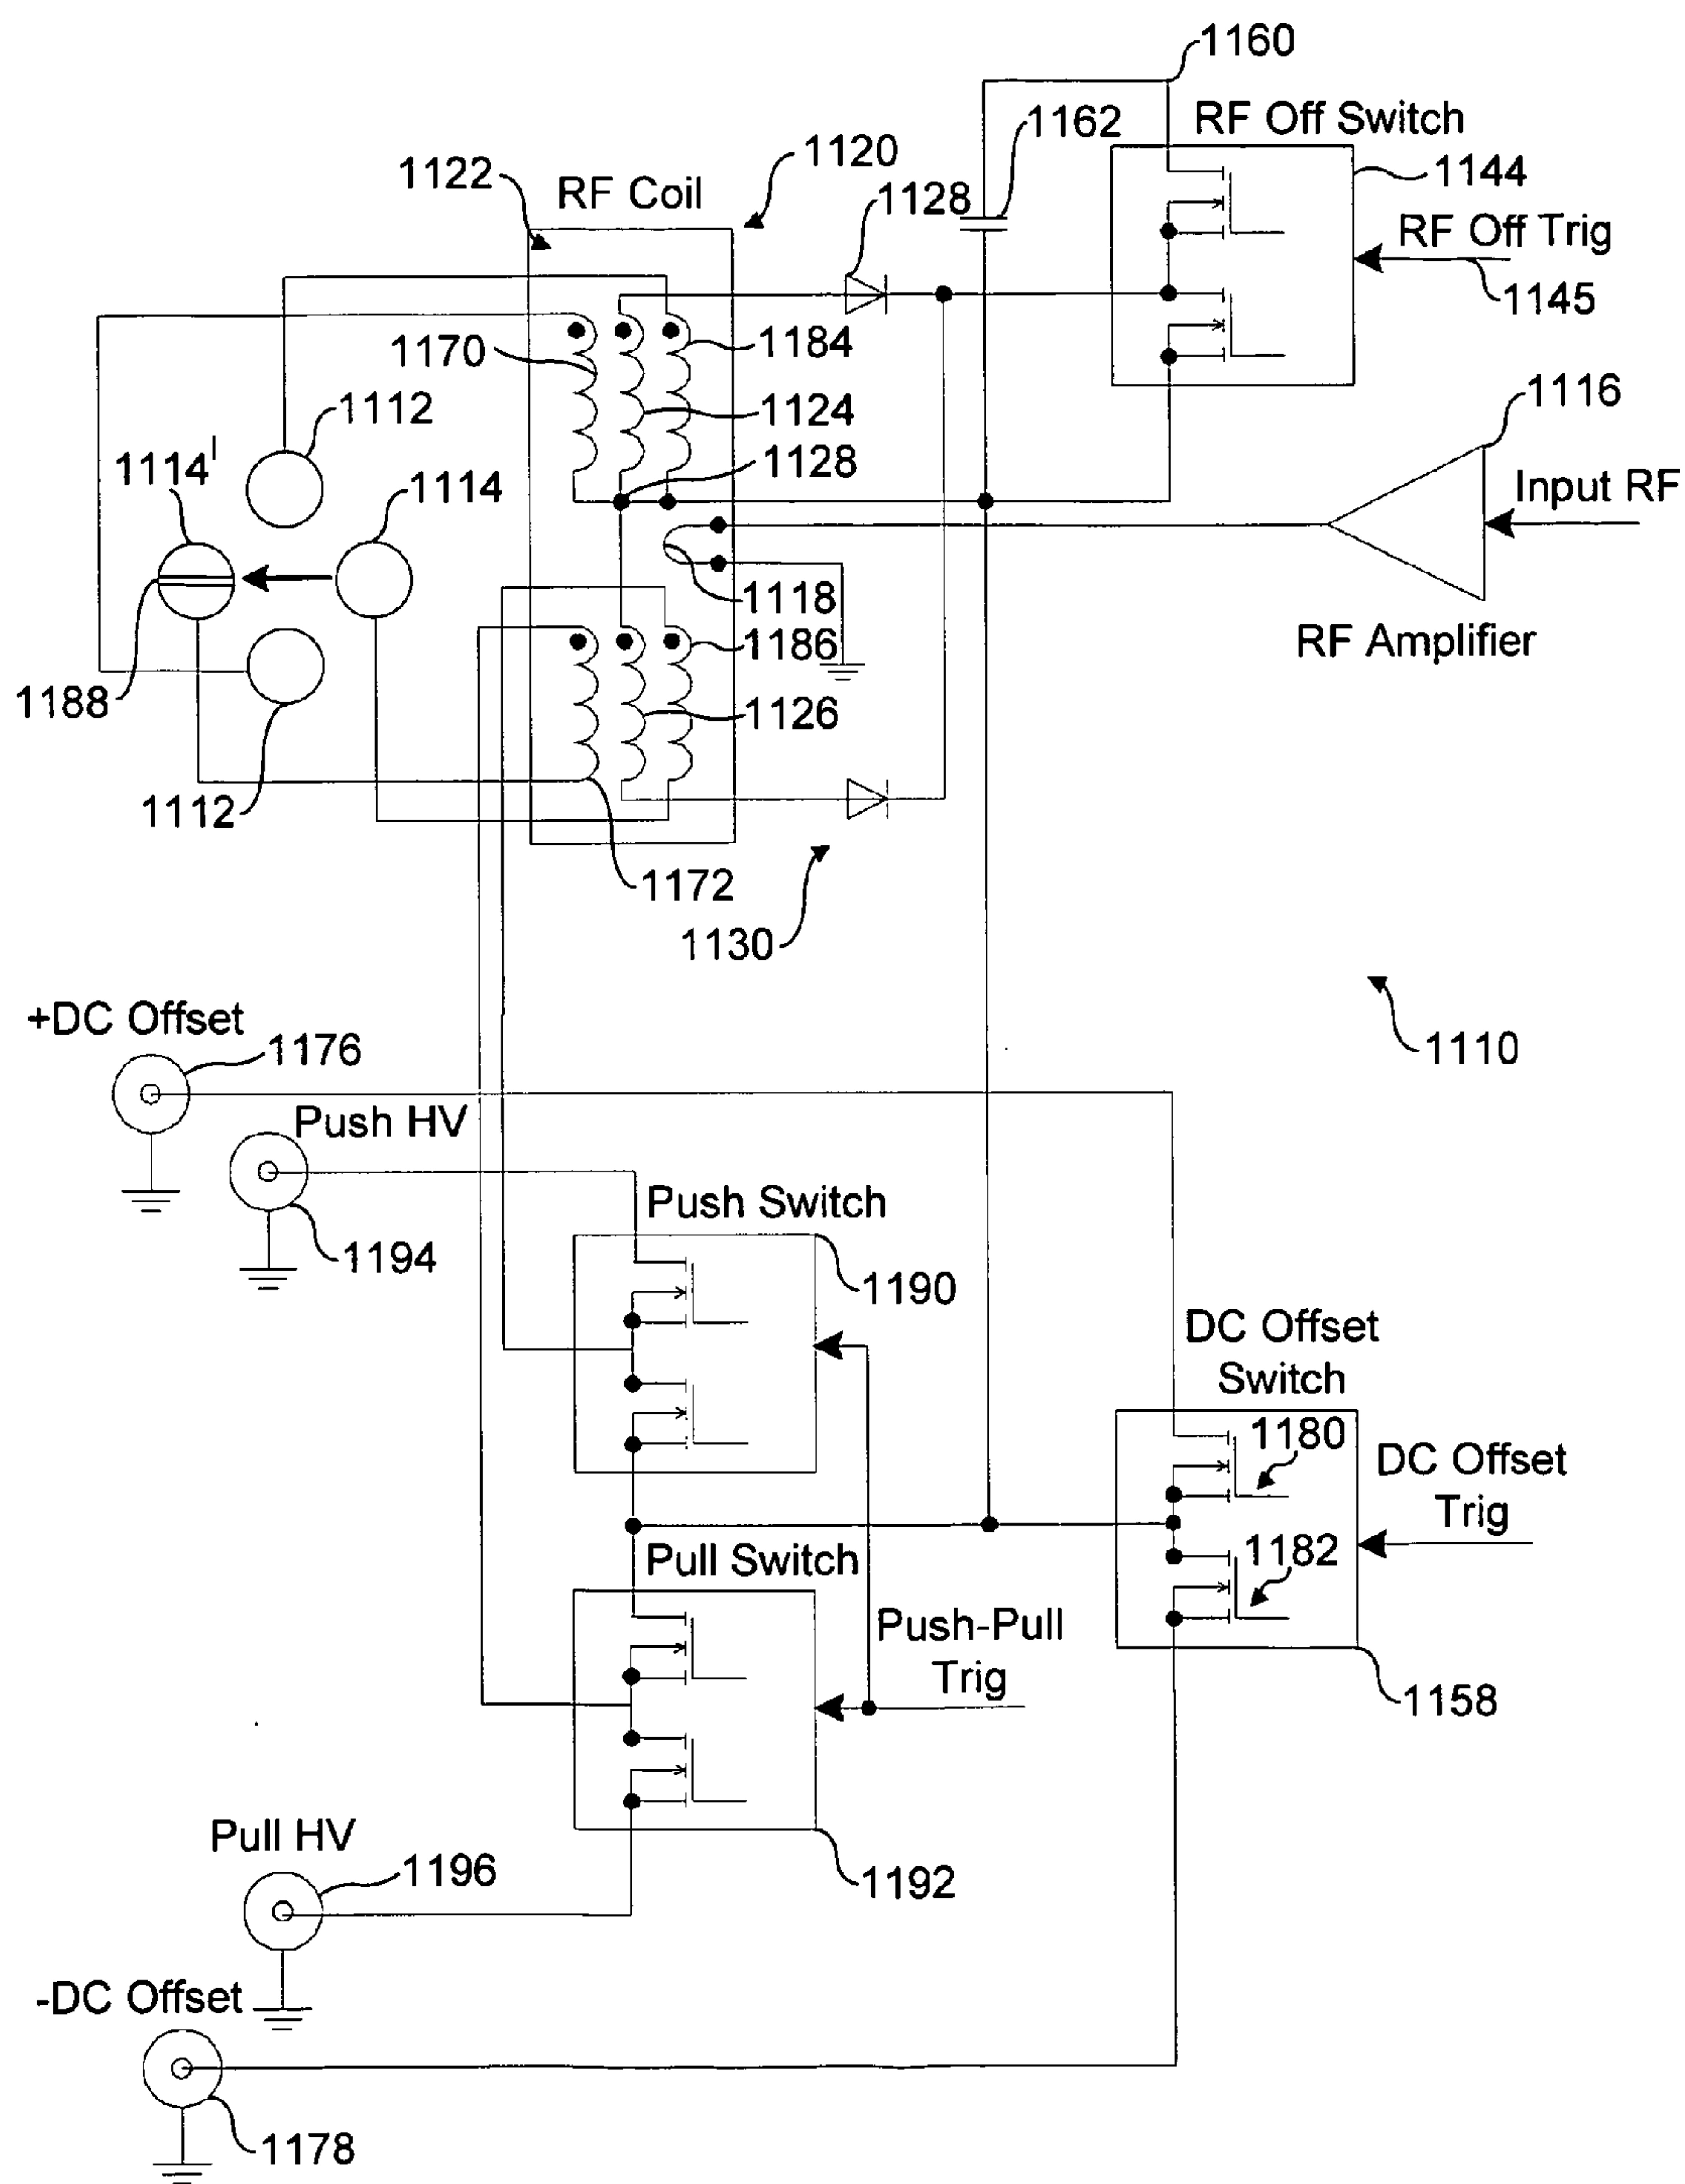 1160
RF Off Switch
1162
1120
1122
RF Coil
1128
1144
RF Off Trig
1145
1170
1184
1112
1124
1116
1114'
1114
1128
Input RF
1118
1186
RF Amplifier
1188
1126
1112
1172
1130
+DC Offset
1176
1110
Push HV
Push Switch
1194
1190
DC Offset
Switch
1180
DC Offset
Trig
1182
Pull Switch
Push-Pull
Trig
1158
Pull HV
1196
1192
-DC Offset
1178